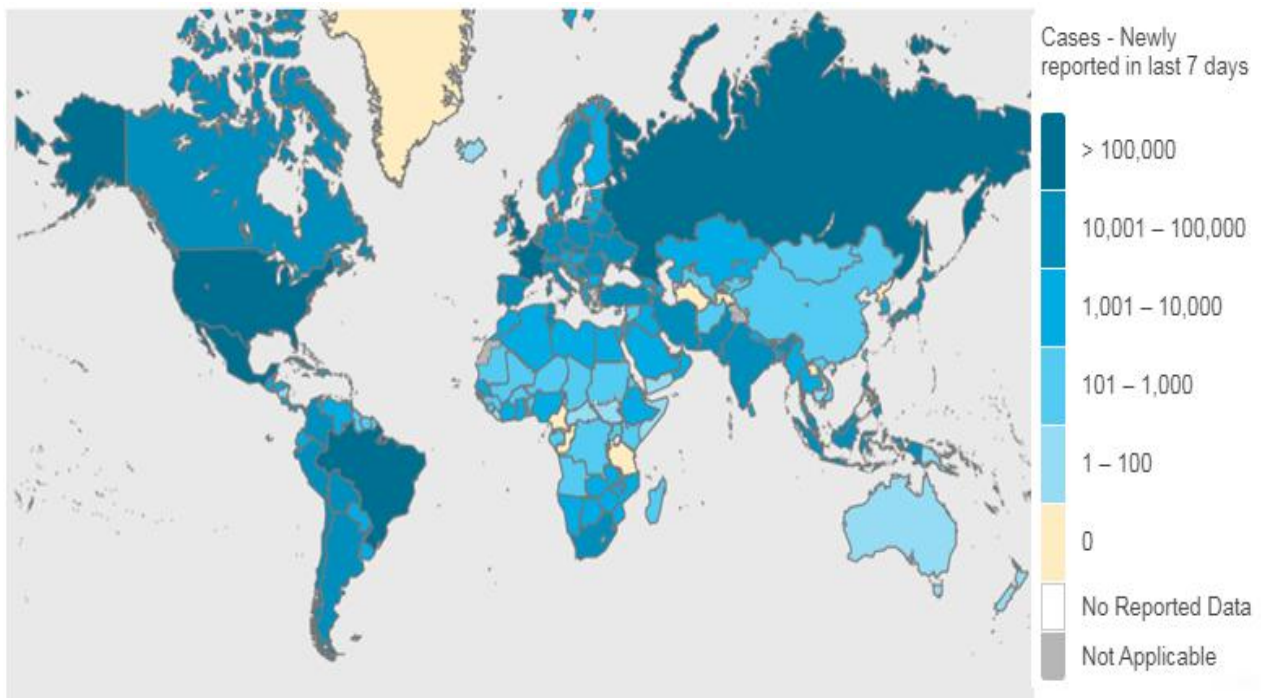 Cases - Newly
reported in last 7 days
> 100,000
10,001 – 100,000
1,001 – 10,000
101 – 1,000
1 – 100
0
No Reported Data
Not Applicable